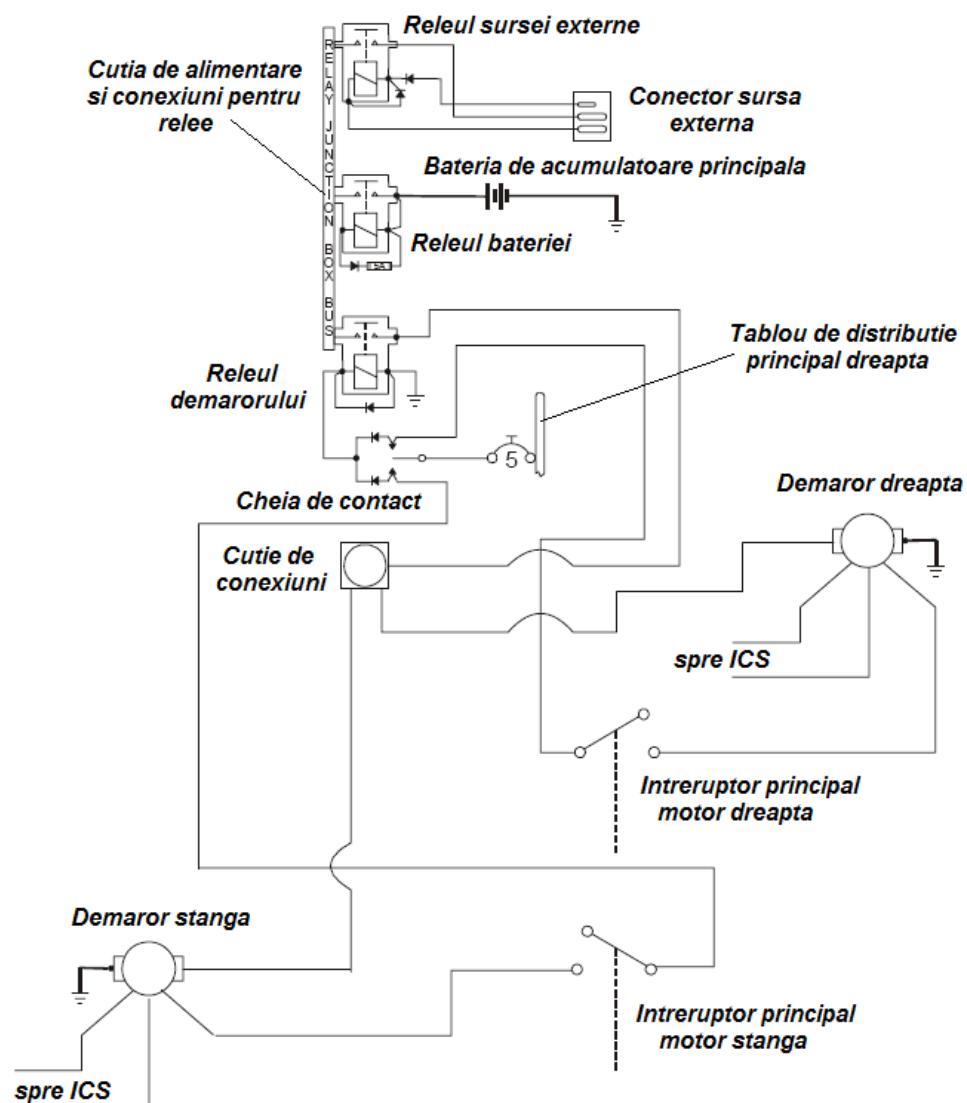 Releul sursei externe
Cutia de alimentare
si conexiuni pentru
relee
RELAY JUNCTION BOX BUS
Conector sursa
externa
Bateria de acumulatoare principala
Releul bateriei
5A
Tablou de distributie
principal dreapta
Releul
demarorului
5
Cheia de contact
Demaror dreapta
Cutie de
conexiuni
spre ICS
Intreruptor principal
motor dreapta
Demaror stanga
Intreruptor principal
motor stanga
spre ICS